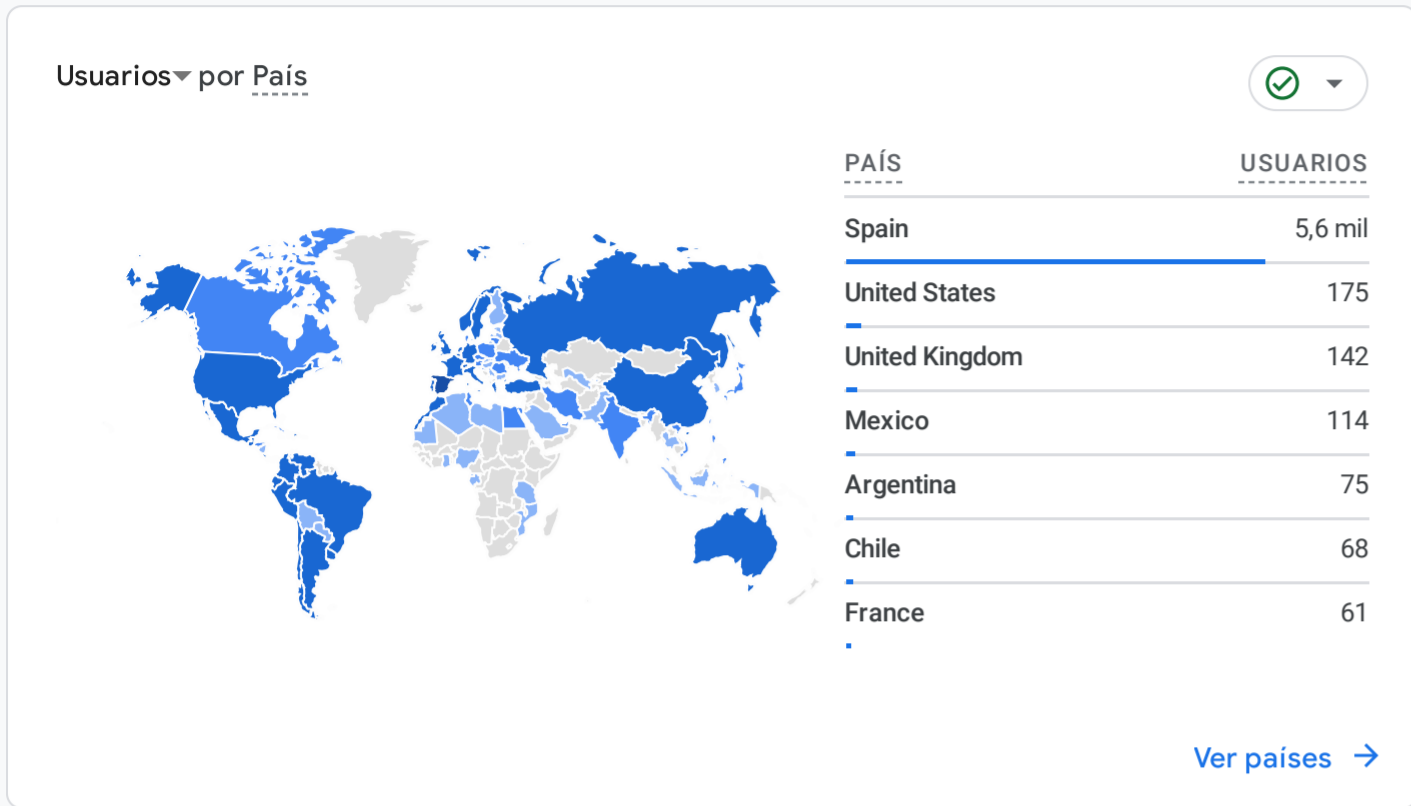 Usuarios por País
PAÍS USUARIOS
Spain 5,6 mil
United States 175
United Kingdom 142
Mexico 114
Argentina 75
Chile 68
France 61
Ver países